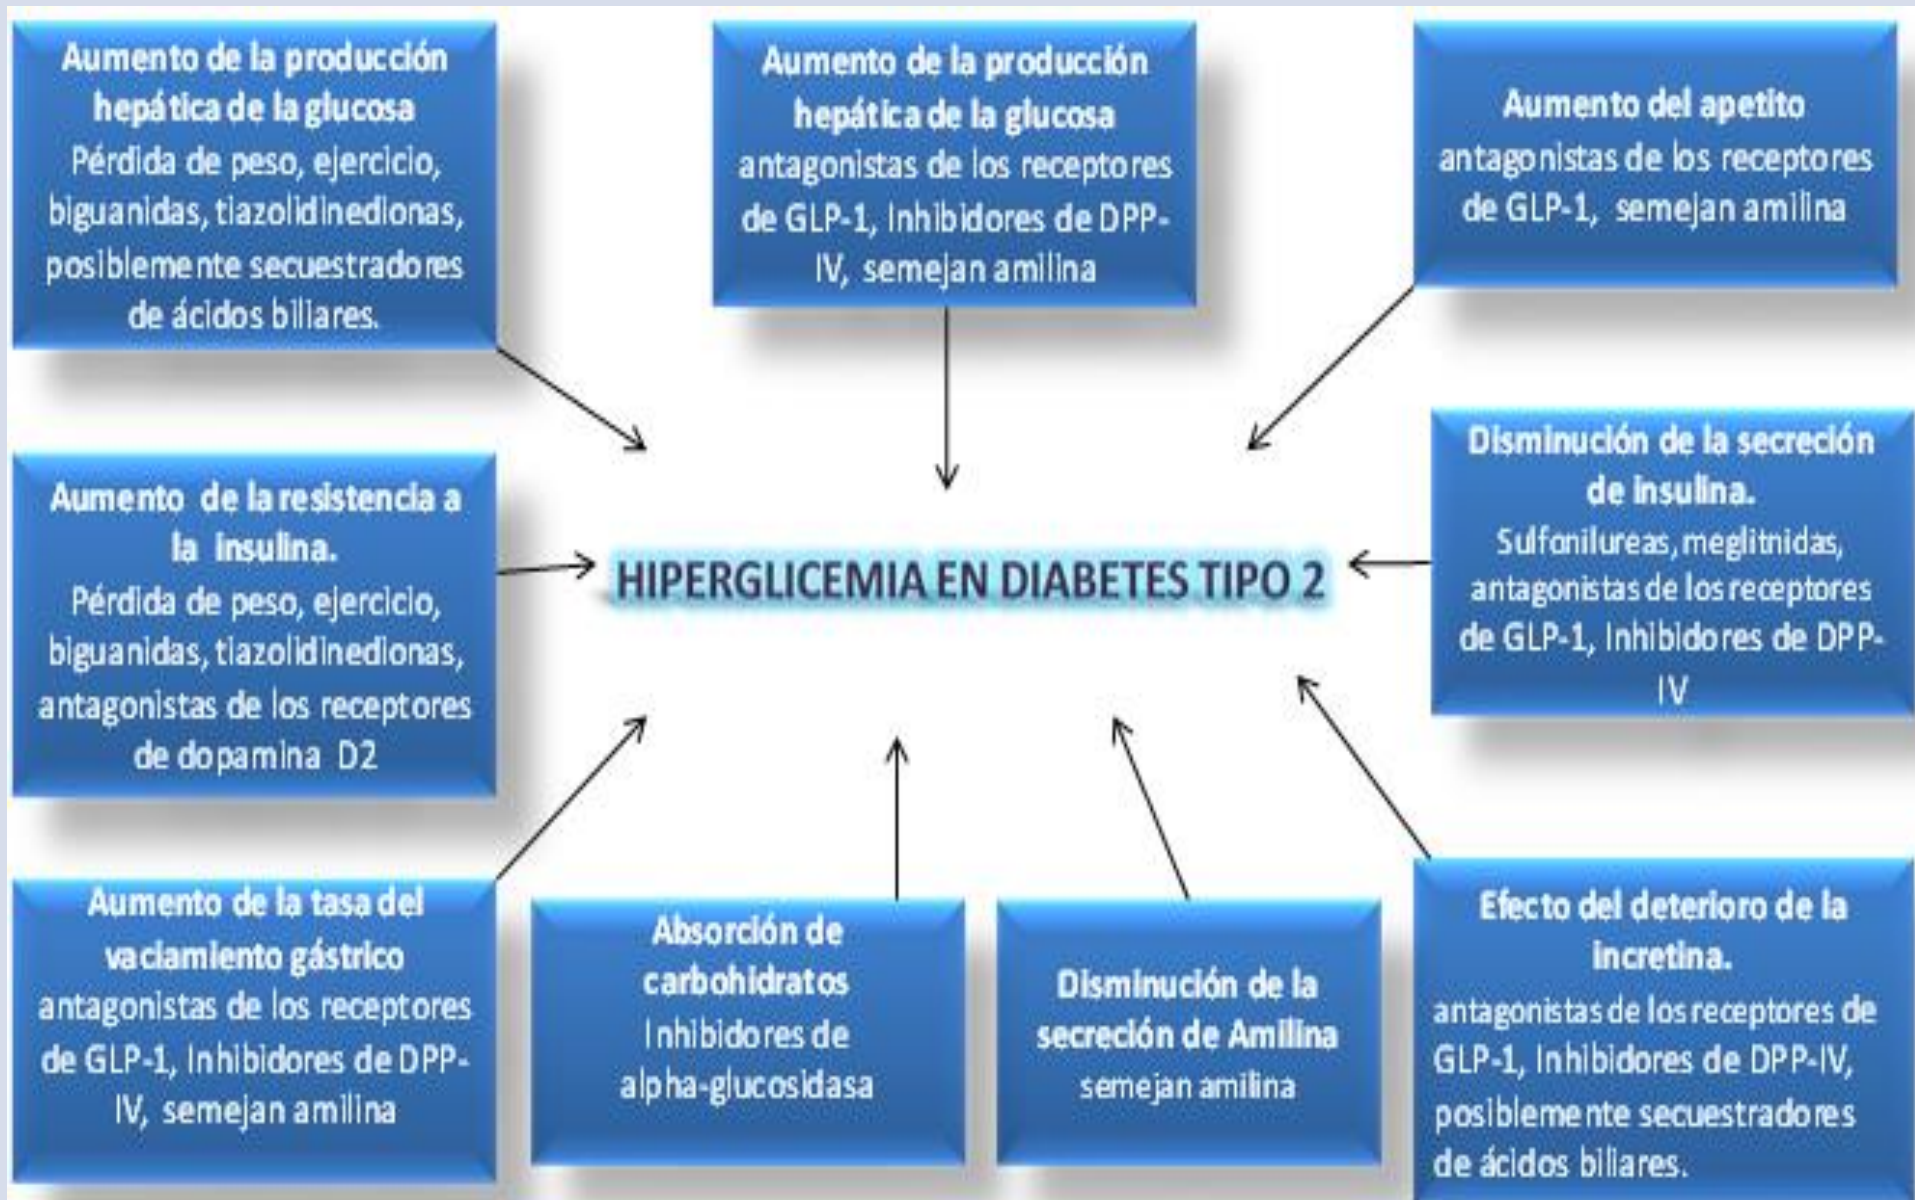 Aumento de la producción
hepática de la glucosa
Pérdida de peso, ejercicio,
biguanidas, tiazolidinedionas,
posiblemente secuestradores
de ácidos biliares.
Aumento de la producción
hepática de la glucosa
antagonistas de los receptores
de GLP-1, Inhibidores de DPP-
IV, semejan amilina
Aumento del apetito
antagonistas de los receptores
de GLP-1, semejan amilina
Aumento de la resistencia a
la insulina.
Pérdida de peso, ejercicio,
biguanidas, tiazolidinedionas,
antagonistas de los receptores
de dopamina D2
HIPERGLICEMIA EN DIABETES TIPO 2
Disminución de la secreción
de insulina.
Sulfonilureas, meglitnidas,
antagonistas de los receptores
de GLP-1, Inhibidores de DPP-
IV
Aumento de la tasa del
vaciamiento gástrico
antagonistas de los receptores
de GLP-1, Inhibidores de DPP-
IV, semejan amilina
Absorción de
carbohidratos
Inhibidores de
alpha-glucosidasa
Disminución de la
secreción de Amilina
semejan amilina
Efecto del deterioro de la
incretina.
antagonistas de los receptores de
GLP-1, Inhibidores de DPP-IV,
posiblemente secuestradores
de ácidos biliares.